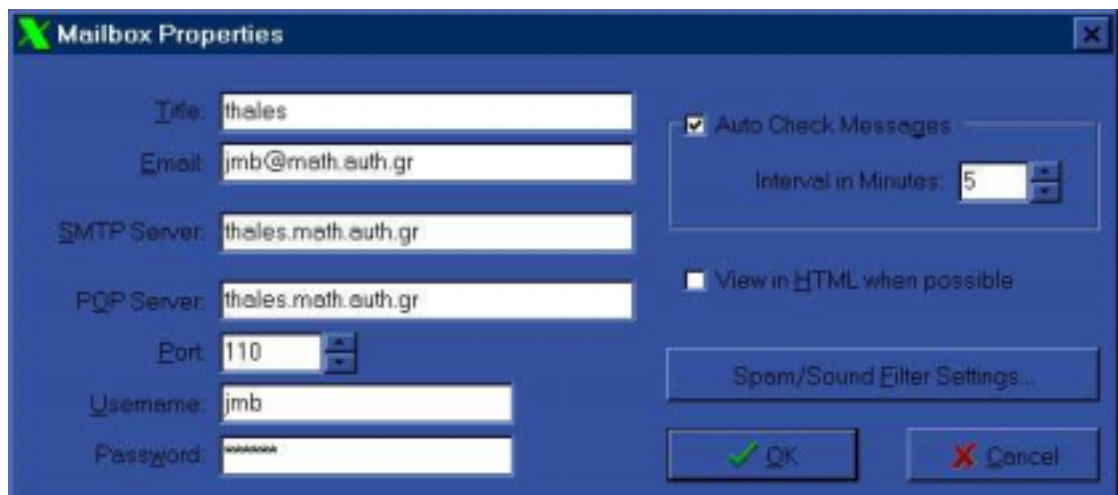 Mailbox Properties
Title: thales
Email: jmb@math.auth.gr
SMTP Server: thales.math.auth.gr
POP Server: thales.math.auth.gr
Port: 110
Username: jmb
Password: ******
Auto Check Messages
Interval in Minutes: 5
View in HTML when possible
Spam/Sound Filter Settings...
OK
Cancel